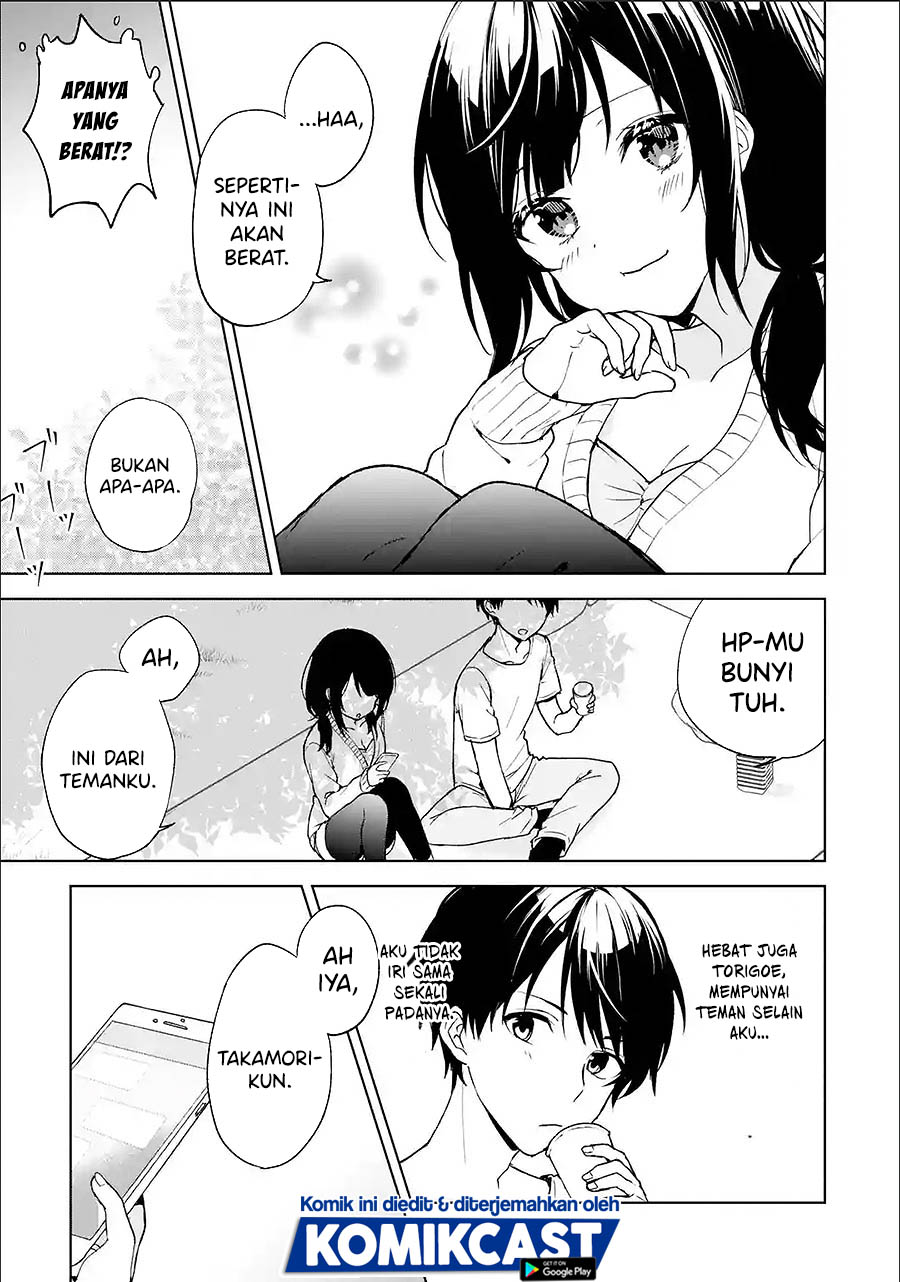 ...HAA,
SEPERTI-
NYA INI
AKAN
BERAT.
APANYA
YANG
BERAT!?
BUKAN
APA-APA.
HP-MU
BUNYI
TUH.
AH,
INI DARI
TEMANKU.
HEBAT JUGA
TORIGOE,
MEMPUNYAI
TEMAN SELAIN
AKU...
AKU TIDAK
IRI SAMA
SEKALI
PADANYA.
AH
IYA,
TAKAMORI-
KUN.
Komik ini diedit & diterjemahkan oleh
KOMIKCAST
GET IT ON
Google Play